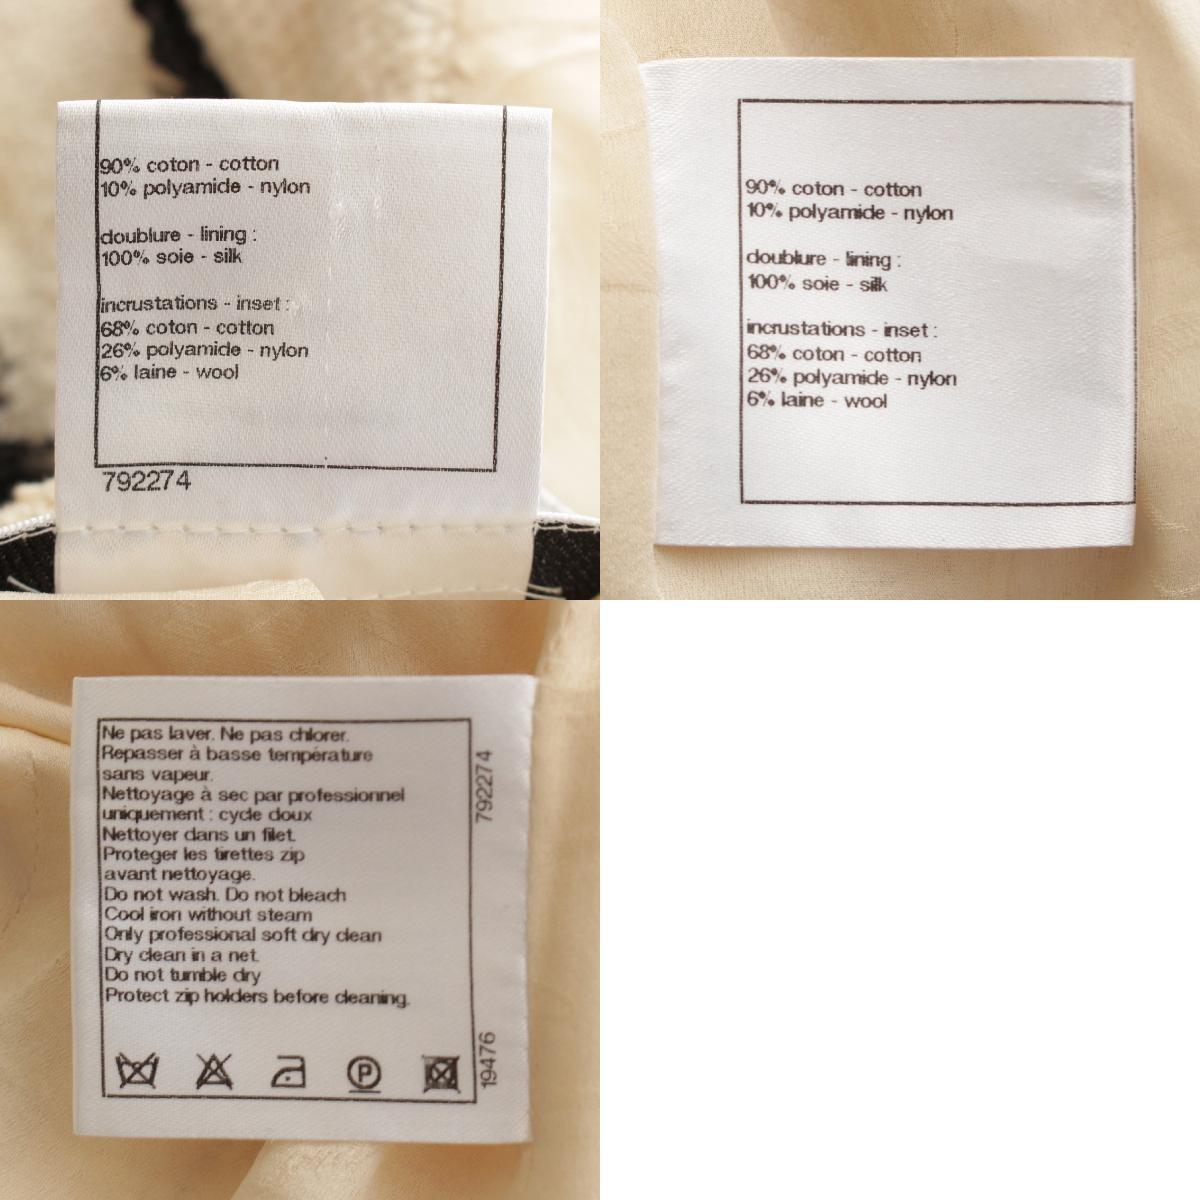 90% coton - cotton
10% polyamide - nylon
doublure - lining :
100% soie - silk
incrustations - inset :
68% coton - cotton
26% polyamide - nylon
6% laine - wool
792274
90% coton - cotton
10% polyamide - nylon
doublure - lining :
100% soie - silk
incrustations - inset :
68% coton - cotton
26% polyamide - nylon
6% laine - wool
Ne pas laver. Ne pas chlorer.
Repasser à basse température
sans vapeur.
Nettoyage à sec par professionnel
uniquement : cycle doux
Nettoyer dans un filet.
Proteger les tirettes zip
avant nettoyage.
Do not wash. Do not bleach
Cool iron without steam
Only professional soft dry clean
Dry clean in a net.
Do not tumble dry
Protect zip holders before cleaning.
P
792274
19476